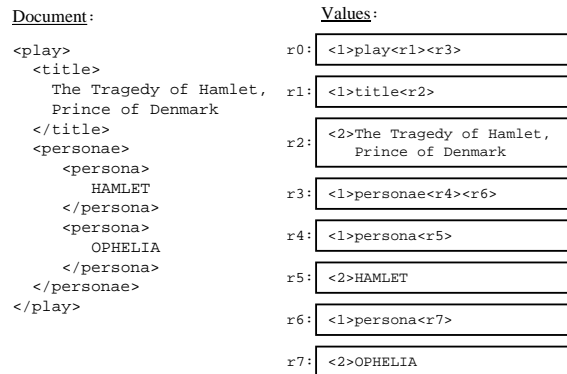 Document:
<play>
<title>
The Tragedy of Hamlet,
Prince of Denmark
</title>
<personae>
<persona>
HAMLET
</persona>
<persona>
OPHELIA
</persona>
</personae>
</play>
Values:
r0: <1>play<r1><r3>
r1: <1>title<r2>
r2: <2>The Tragedy of Hamlet,
Prince of Denmark
r3: <1>personae<r4><r6>
r4: <1>persona<r5>
r5: <2>HAMLET
r6: <1>persona<r7>
r7: <2>OPHELIA